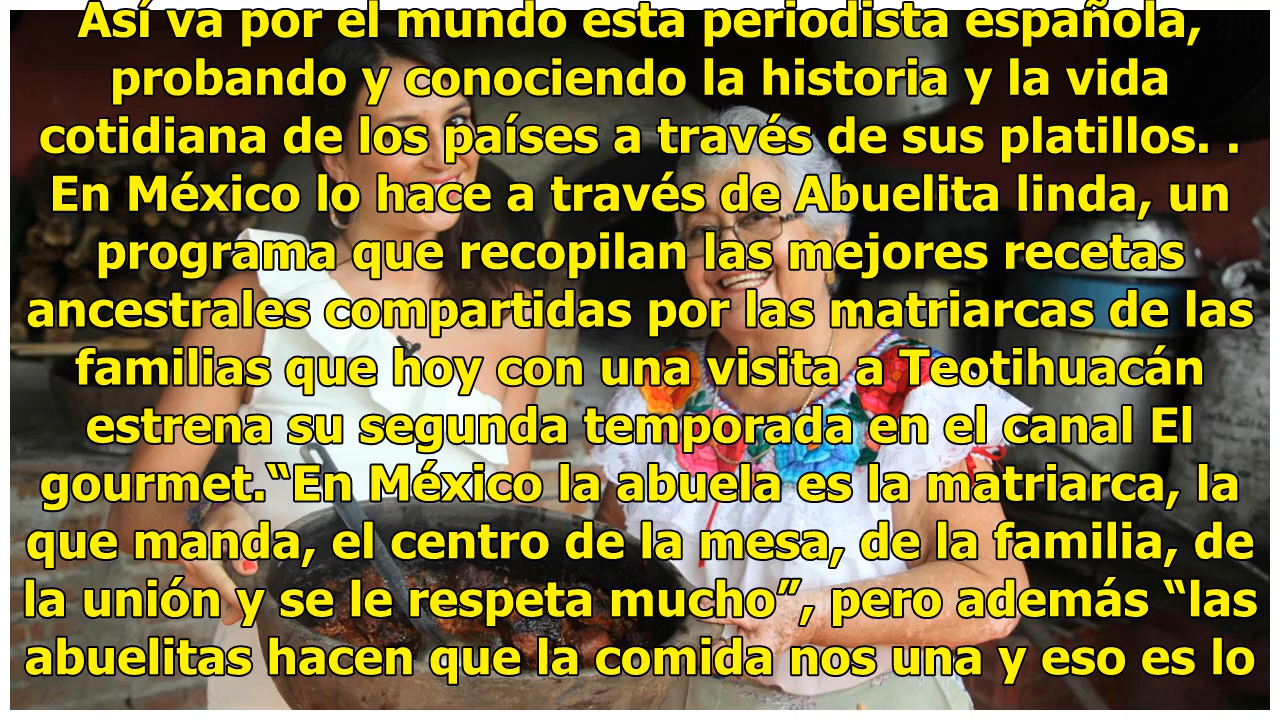 Así va por el mundo esta periodista española,
probando y conociendo la historia y la vida
cotidiana de los países a través de sus platillos. .
En México lo hace a través de Abuelita linda, un
programa que recopilan las mejores recetas
ancestrales compartidas por las matriarcas de las
familias que hoy con una visita a Teotihuacán
estrena su segunda temporada en el canal El
gourmet.“En México la abuela es la matriarca, la
que manda, el centro de la mesa, de la familia, de
la unión y se le respeta mucho”, pero además “las
abuelitas hacen que la comida nos una y eso es lo